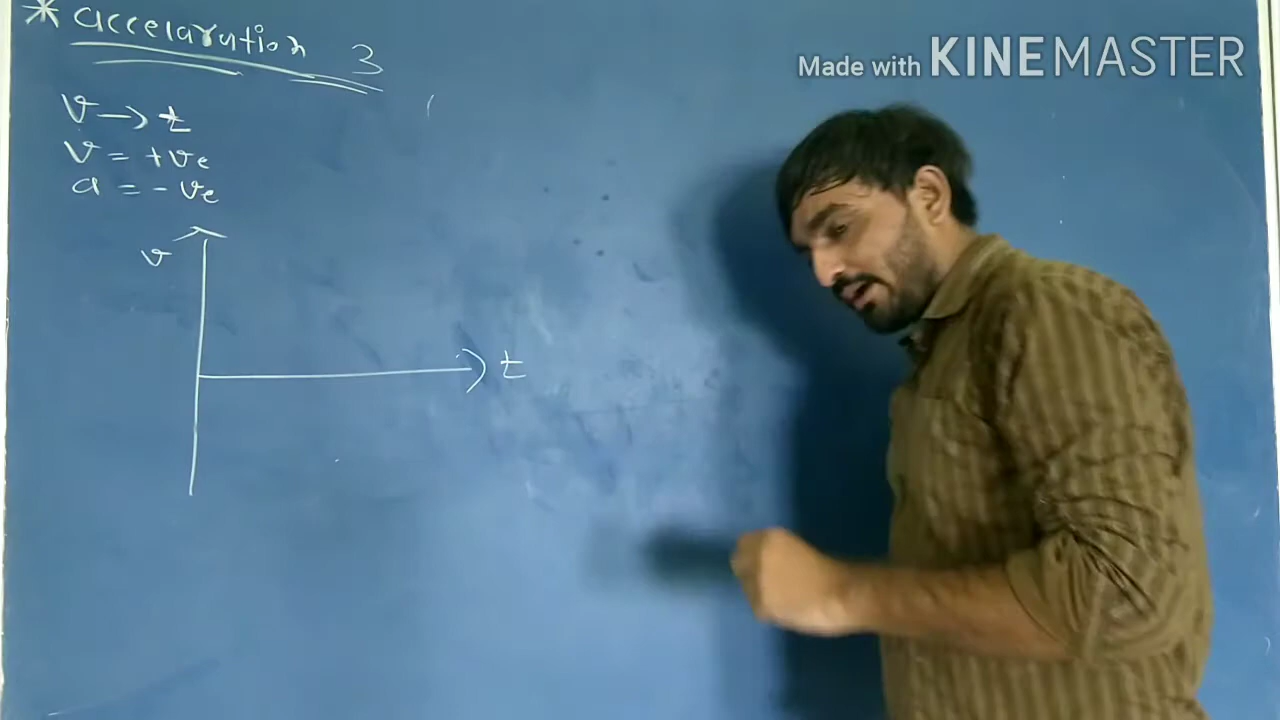 * accelaration 3
Made with KINEMASTER
v → t
v = +ve
a = -ve
v
t